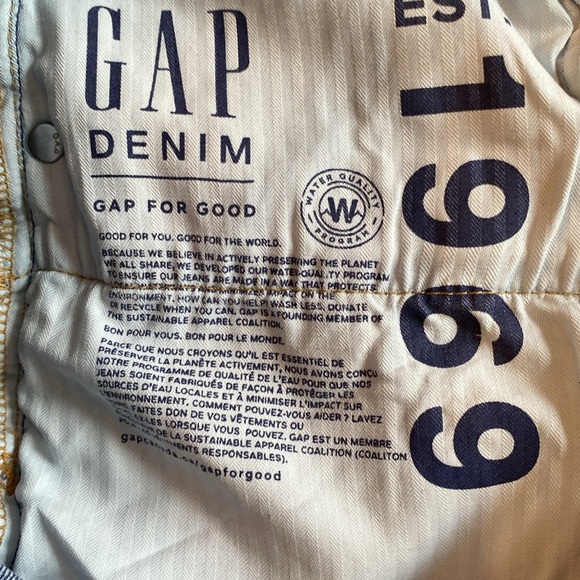 GAP
DENIM
GAP FOR GOOD
EST.
1969
WATER QUALITY PROGRAM
W
GOOD FOR YOU. GOOD FOR THE WORLD.
BECAUSE WE BELIEVE IN ACTIVELY PRESERVING THE PLANET
WE ALL SHARE, WE DEVELOPED OUR WATER QUALITY PROGRAM
TO ENSURE OUR JEANS ARE MADE IN A WAY THAT PROTECTS
LOCAL WATERWAYS AND MINIMIZES IMPACT ON THE
ENVIRONMENT. HOW CAN YOU HELP? WASH LESS. DONATE
OR RECYCLE WHEN YOU CAN. GAP IS A FOUNDING MEMBER OF
THE SUSTAINABLE APPAREL COALITION.
BON POUR VOUS. BON POUR LE MONDE.
PARCE QUE NOUS CROYONS QU'IL EST ESSENTIEL DE
PRÉSERVER LA PLANÈTE ACTIVEMENT, NOUS AVONS CONÇU
NOTRE PROGRAMME DE QUALITÉ DE L'EAU POUR QUE NOS
JEANS SOIENT FABRIQUÉS DE FAÇON À PROTÉGER LES
SOURCES D'EAU LOCALES ET À MINIMISER L'IMPACT SUR
L'ENVIRONNEMENT. COMMENT POUVEZ-VOUS AIDER ? LAVEZ
FAITES DON DE VOS VÊTEMENTS OU
LORSQUE VOUS POUVEZ. GAP EST UN MEMBRE
DE LA SUSTAINABLE APPAREL COALITION (COALITION
RESPONSABLES).
/gapforgood